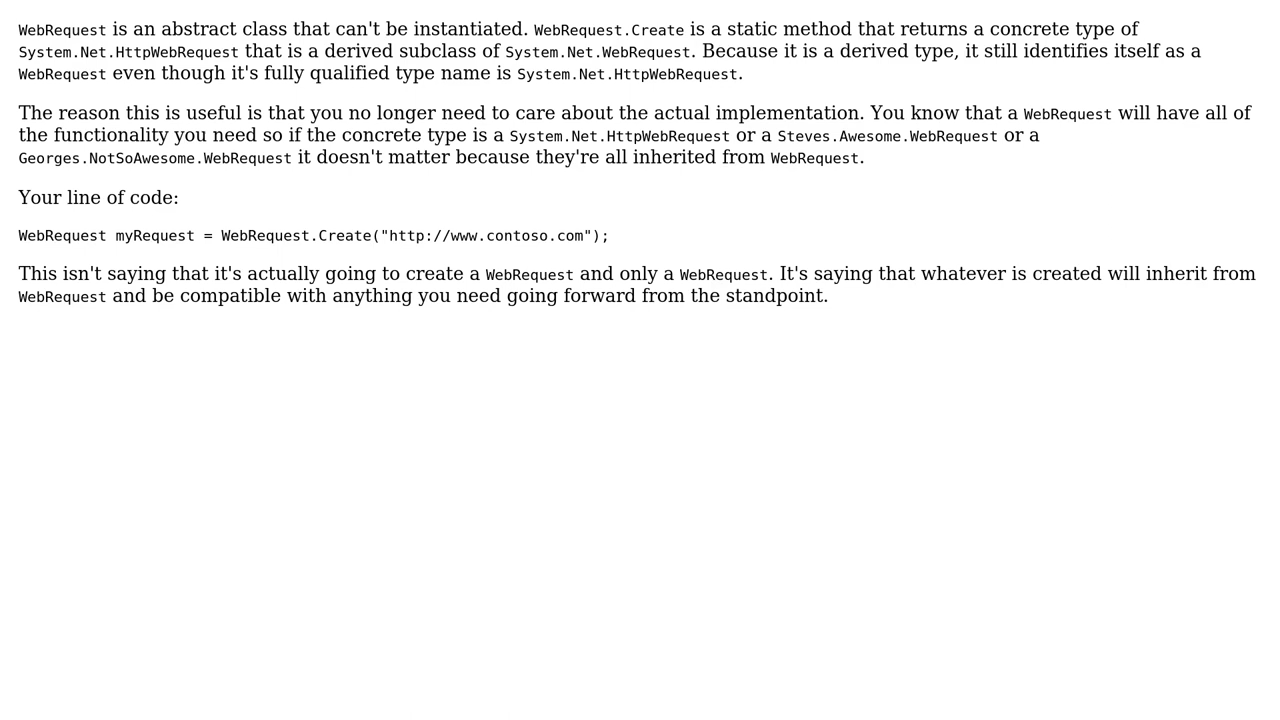 WebRequest is an abstract class that can't be instantiated. WebRequest.Create is a static method that returns a concrete type of
System.Net.HttpWebRequest that is a derived subclass of System.Net.WebRequest. Because it is a derived type, it still identifies itself as a
WebRequest even though it's fully qualified type name is System.Net.HttpWebRequest.
The reason this is useful is that you no longer need to care about the actual implementation. You know that a WebRequest will have all of
the functionality you need so if the concrete type is a System.Net.HttpWebRequest or a Steves.Awesome.WebRequest or a
Georges.NotSoAwesome.WebRequest it doesn't matter because they're all inherited from WebRequest.
Your line of code:
WebRequest myRequest = WebRequest.Create("http://www.contoso.com");
This isn't saying that it's actually going to create a WebRequest and only a WebRequest. It's saying that whatever is created will inherit from
WebRequest and be compatible with anything you need going forward from the standpoint.